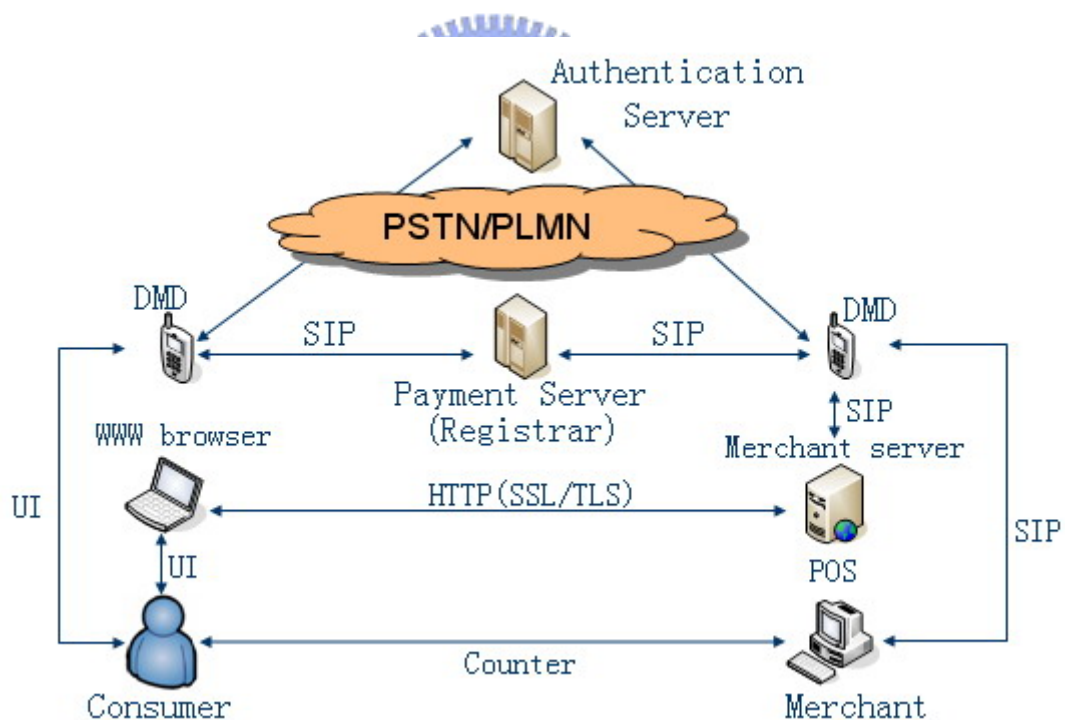 Authentication
Server
PSTN/PLMN
DMD
DMD
SIP
SIP
Payment Server
(Registrar)
SIP
WWW browser
Merchant server
HTTP(SSL/TLS)
UI
SIP
UI
POS
Counter
Consumer
Merchant